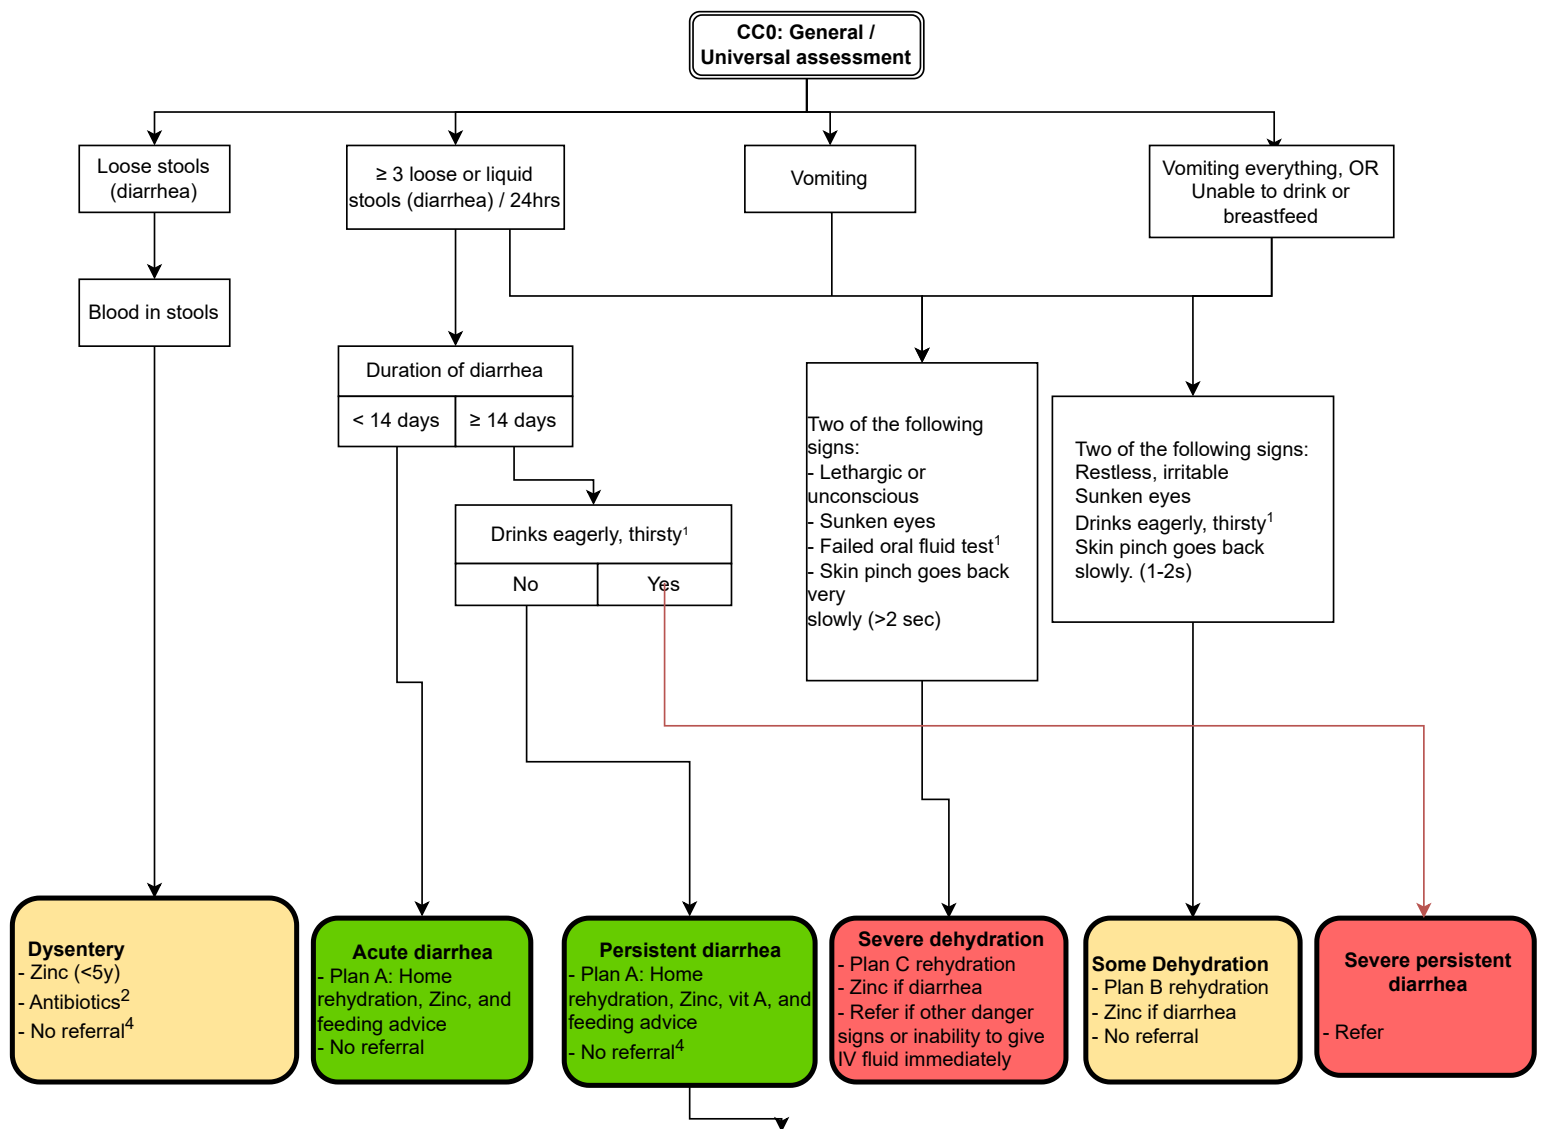 CC0: General /
Universal assessment
Loose stools
(diarrhea)
≥ 3 loose or liquid
stools (diarrhea) / 24hrs
Vomiting
Vomiting everything, OR
Unable to drink or
breastfeed
Blood in stools
Duration of diarrhea
< 14 days
≥ 14 days
Drinks eagerly, thirsty¹
No
Yes
Two of the following
signs:
- Lethargic or
unconscious
- Sunken eyes
- Failed oral fluid test¹
- Skin pinch goes back
very
slowly (>2 sec)
Two of the following signs:
Restless, irritable
Sunken eyes
Drinks eagerly, thirsty¹
Skin pinch goes back
slowly. (1-2s)
Dysentery
- Zinc (<5y)
- Antibiotics²
- No referral⁴
Acute diarrhea
- Plan A: Home
rehydration, Zinc, and
feeding advice
- No referral
Persistent diarrhea
- Plan A: Home
rehydration, Zinc, vit A, and
feeding advice
- No referral⁴
Severe dehydration
- Plan C rehydration
- Zinc if diarrhea
- Refer if other danger
signs or inability to give
IV fluid immediately
Some Dehydration
- Plan B rehydration
- Zinc if diarrhea
- No referral
Severe persistent
diarrhea
- Refer